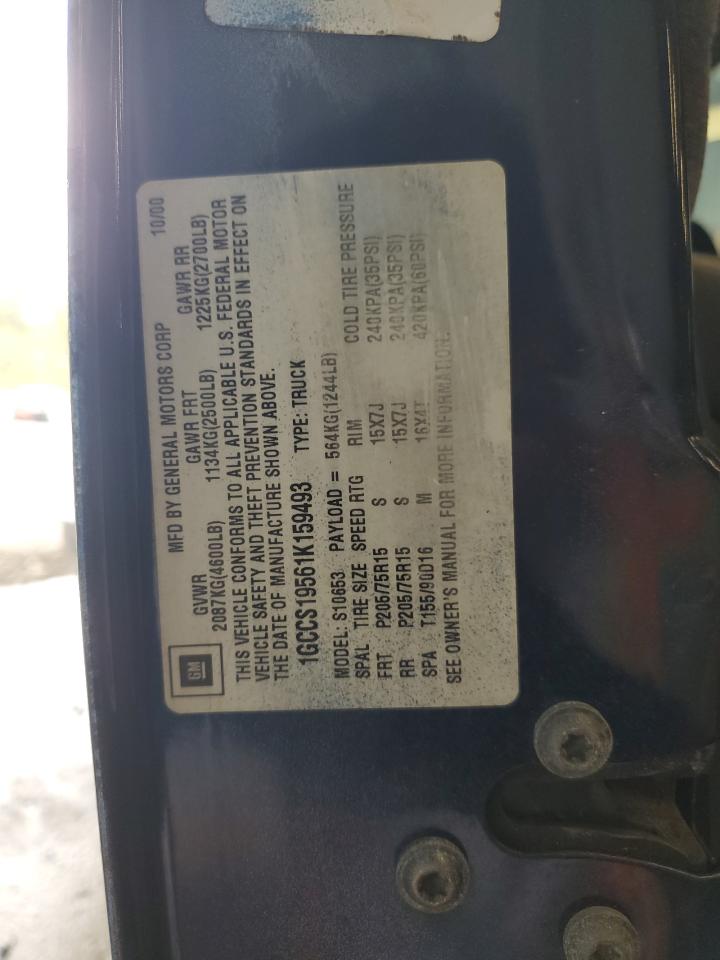 MFD BY GENERAL MOTORS CORP 10/00
GVWR GAWR FRT GAWR RR
2087KG(4600LB) 1134KG(2500LB) 1225KG(2700LB)
GM
THIS VEHICLE CONFORMS TO ALL APPLICABLE U.S. FEDERAL MOTOR
VEHICLE SAFETY AND THEFT PREVENTION STANDARDS IN EFFECT ON
THE DATE OF MANUFACTURE SHOWN ABOVE.
1GCCS19561K159493 TYPE: TRUCK
MODEL: S10653 PAYLOAD = 564KG(1244LB)
SPAL TIRE SIZE SPEED RTG RIM COLD TIRE PRESSURE
FRT P205/75R15 S 15X7J 240KPA(35PSI)
RR P205/75R15 S 15X7J 240KPA(35PSI)
SPA T155/90D16 M 16X4T 420KPA(60PSI)
SEE OWNER'S MANUAL FOR MORE INFORMATION.